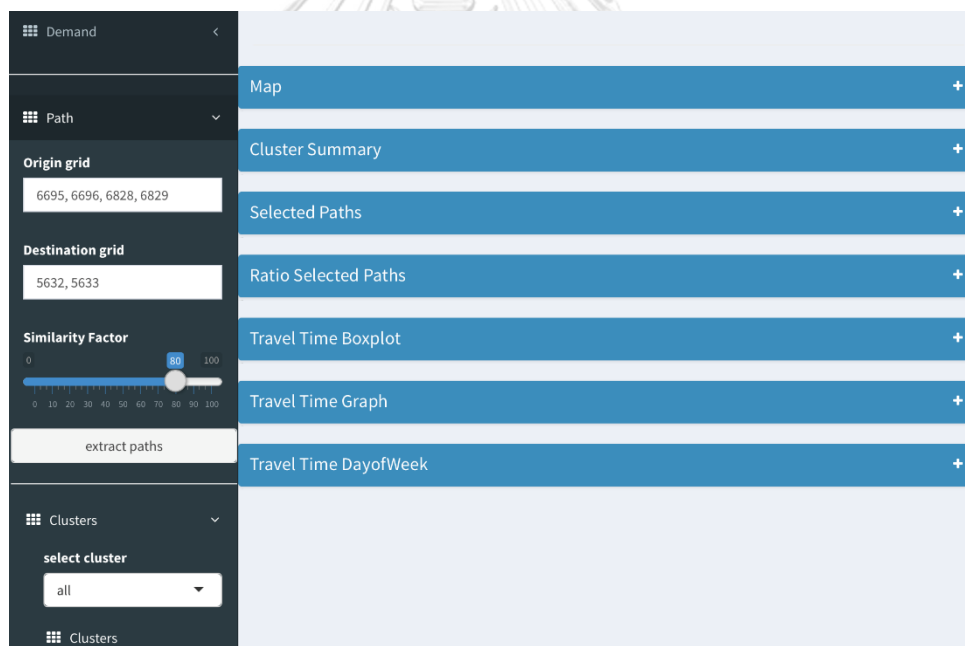 Demand
Path
Origin grid
6695, 6696, 6828, 6829
Destination grid
5632, 5633
Similarity Factor
0 80 100
0 10 20 30 40 50 60 70 80 90 100
extract paths
Clusters
select cluster
all
Clusters
Map
Cluster Summary
Selected Paths
Ratio Selected Paths
Travel Time Boxplot
Travel Time Graph
Travel Time DayofWeek